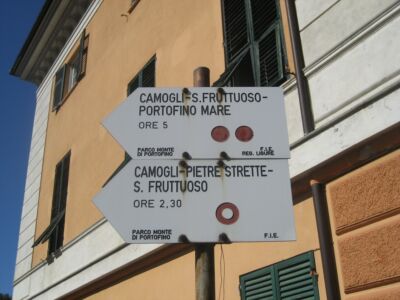 CAMOGLI-S.FRUTTUOSO-
PORTOFINO MARE
ORE 5
PARCO MONTE
DI PORTOFINO
F.I.E.
REG. LIGURE
CAMOGLI-PIETRE STRETTE-
S. FRUTTUOSO
ORE 2,30
PARCO MONTE
DI PORTOFINO
F.I.E.